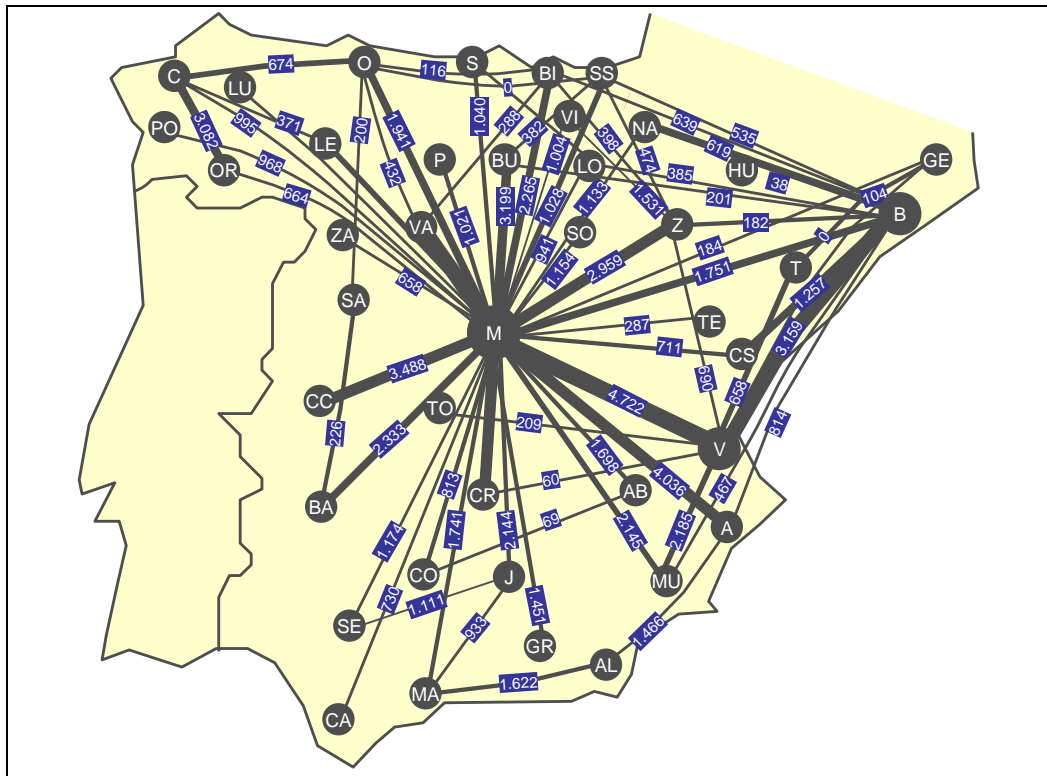 C
674
O
116
S
BI
SS
0
LU
PO
3.082
995
371
LE
200
1.941
1.040
288
382
VI
398
474
NA
639
619
535
HU
38
GE
104
B
OR
968
664
432
P
BU
LO
1.004
2.265
3.199
1.028
1.133
385
201
1.531
ZA
VA
1.021
941
SO
1.154
Z
182
184
0
T
2.959
1.751
658
SA
M
287
TE
1.257
3.159
711
CS
3.488
CC
TO
4.722
690
658
814
226
2.333
209
V
BA
813
CR
60
1.698
AB
4.036
467
1.174
1.741
2.144
69
2.145
2.185
A
CO
J
MU
730
1.111
SE
933
1.451
GR
1.466
AL
MA
1.622
CA